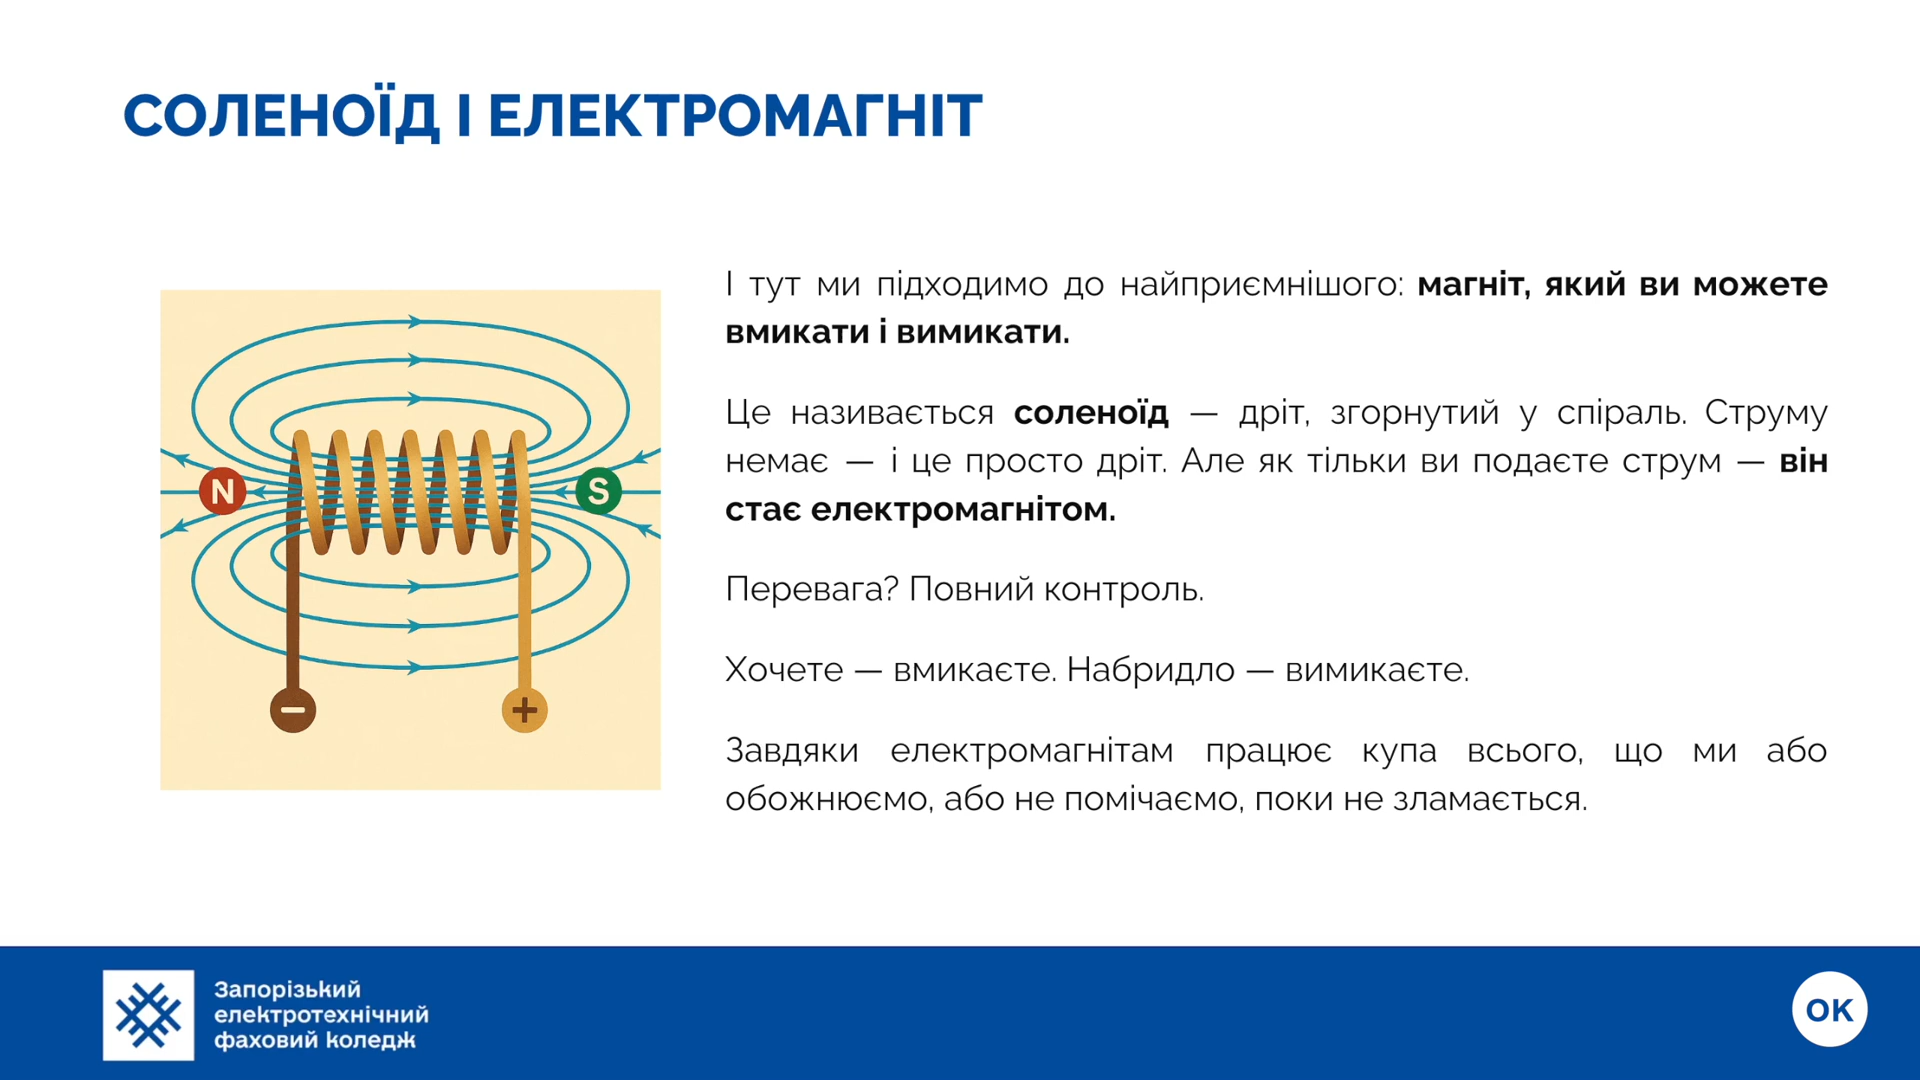 СОЛЕНОЇД І ЕЛЕКТРОМАГНІТ
І тут ми підходимо до найприємнішого: магніт, який ви можете
вмикати і вимикати.
Це називається соленоїд — дріт, згорнутий у спіраль. Струму
немає — і це просто дріт. Але як тільки ви подаєте струм — він
стає електромагнітом.
Перевага? Повний контроль.
Хочете — вмикаєте. Набридло — вимикаєте.
Завдяки електромагнітам працює купа всього, що ми або
обожнюємо, або не помічаємо, поки не зламається.
N
S
−
+
Запорізький
електротехнічний
фаховий коледж
OK